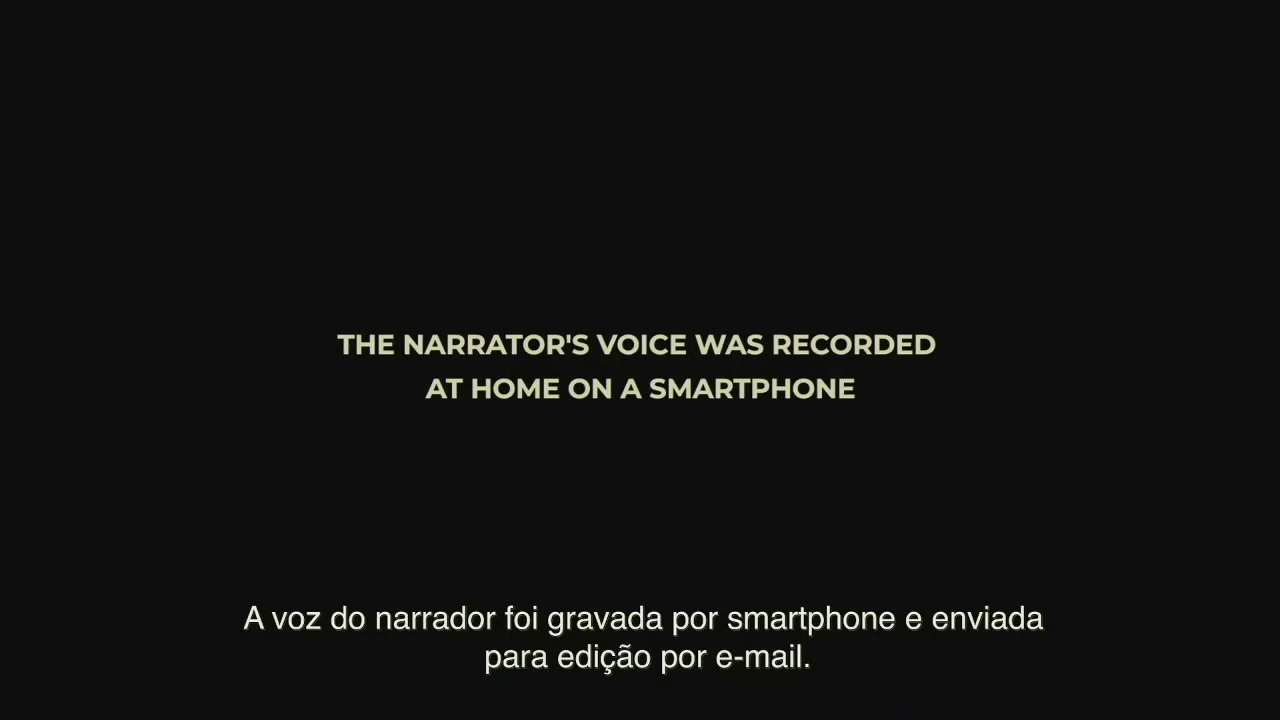 THE NARRATOR'S VOICE WAS RECORDED
AT HOME ON A SMARTPHONE
A voz do narrador foi gravada por smartphone e enviada
para edição por e-mail.